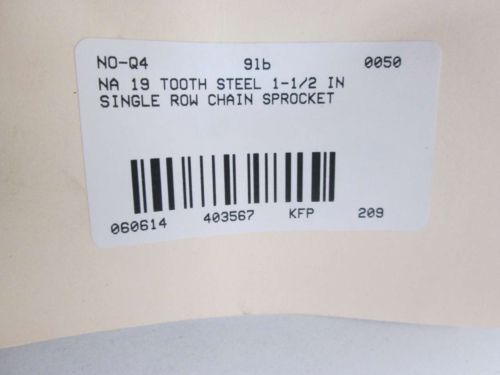 NO-Q4 9lb 0050
NA 19 TOOTH STEEL 1-1/2 IN
SINGLE ROW CHAIN SPROCKET
060614 403567 KFP 209